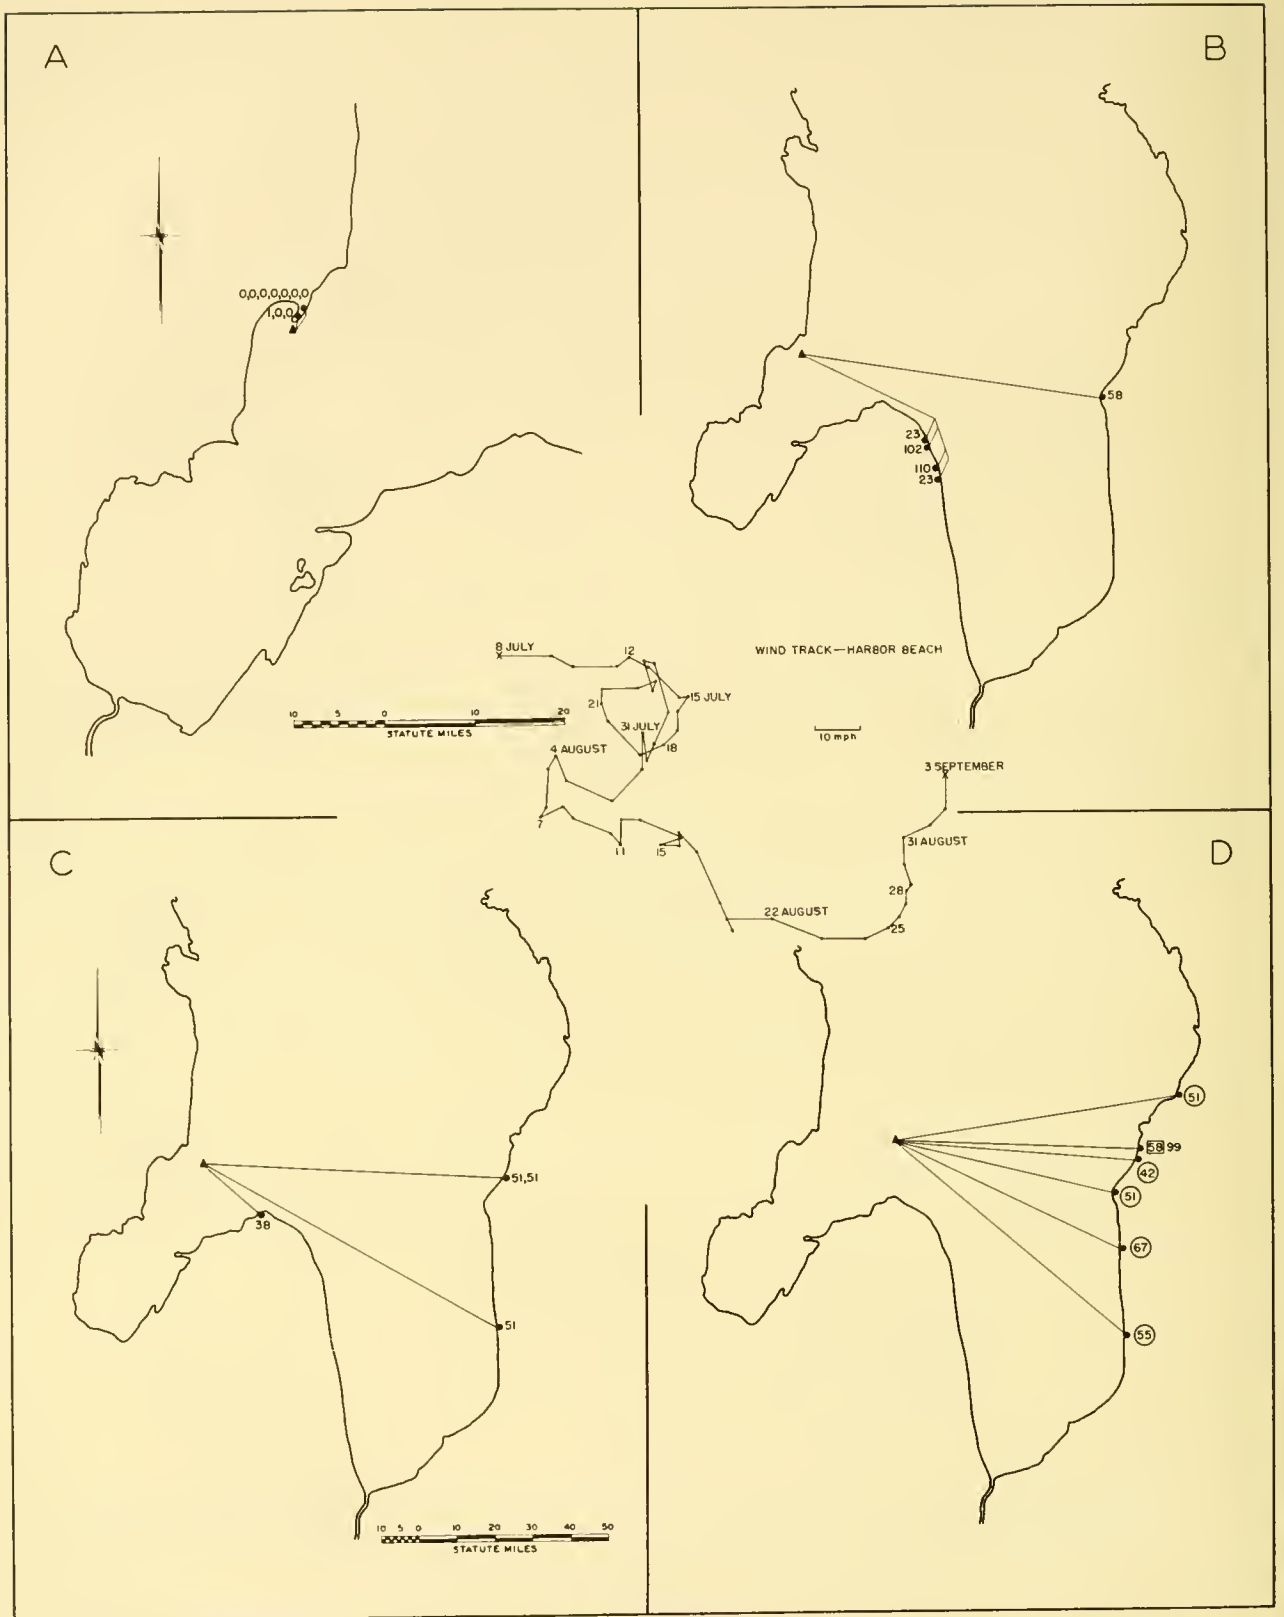 A
B
0,0,0,0,0,0,0
1,0,0
58
23
102
110
23
8 JULY
12
WIND TRACK—HARBOR BEACH
21
15 JULY
10 5 0 10 20
STATUTE MILES
31 JULY
18
10 mph
4 AUGUST
3 SEPTEMBER
7
11
15
31 AUGUST
C
D
28
22 AUGUST
25
51
58 99
42
51
51,51
38
67
51
55
10 5 0 10 20 30 40 50
STATUTE MILES